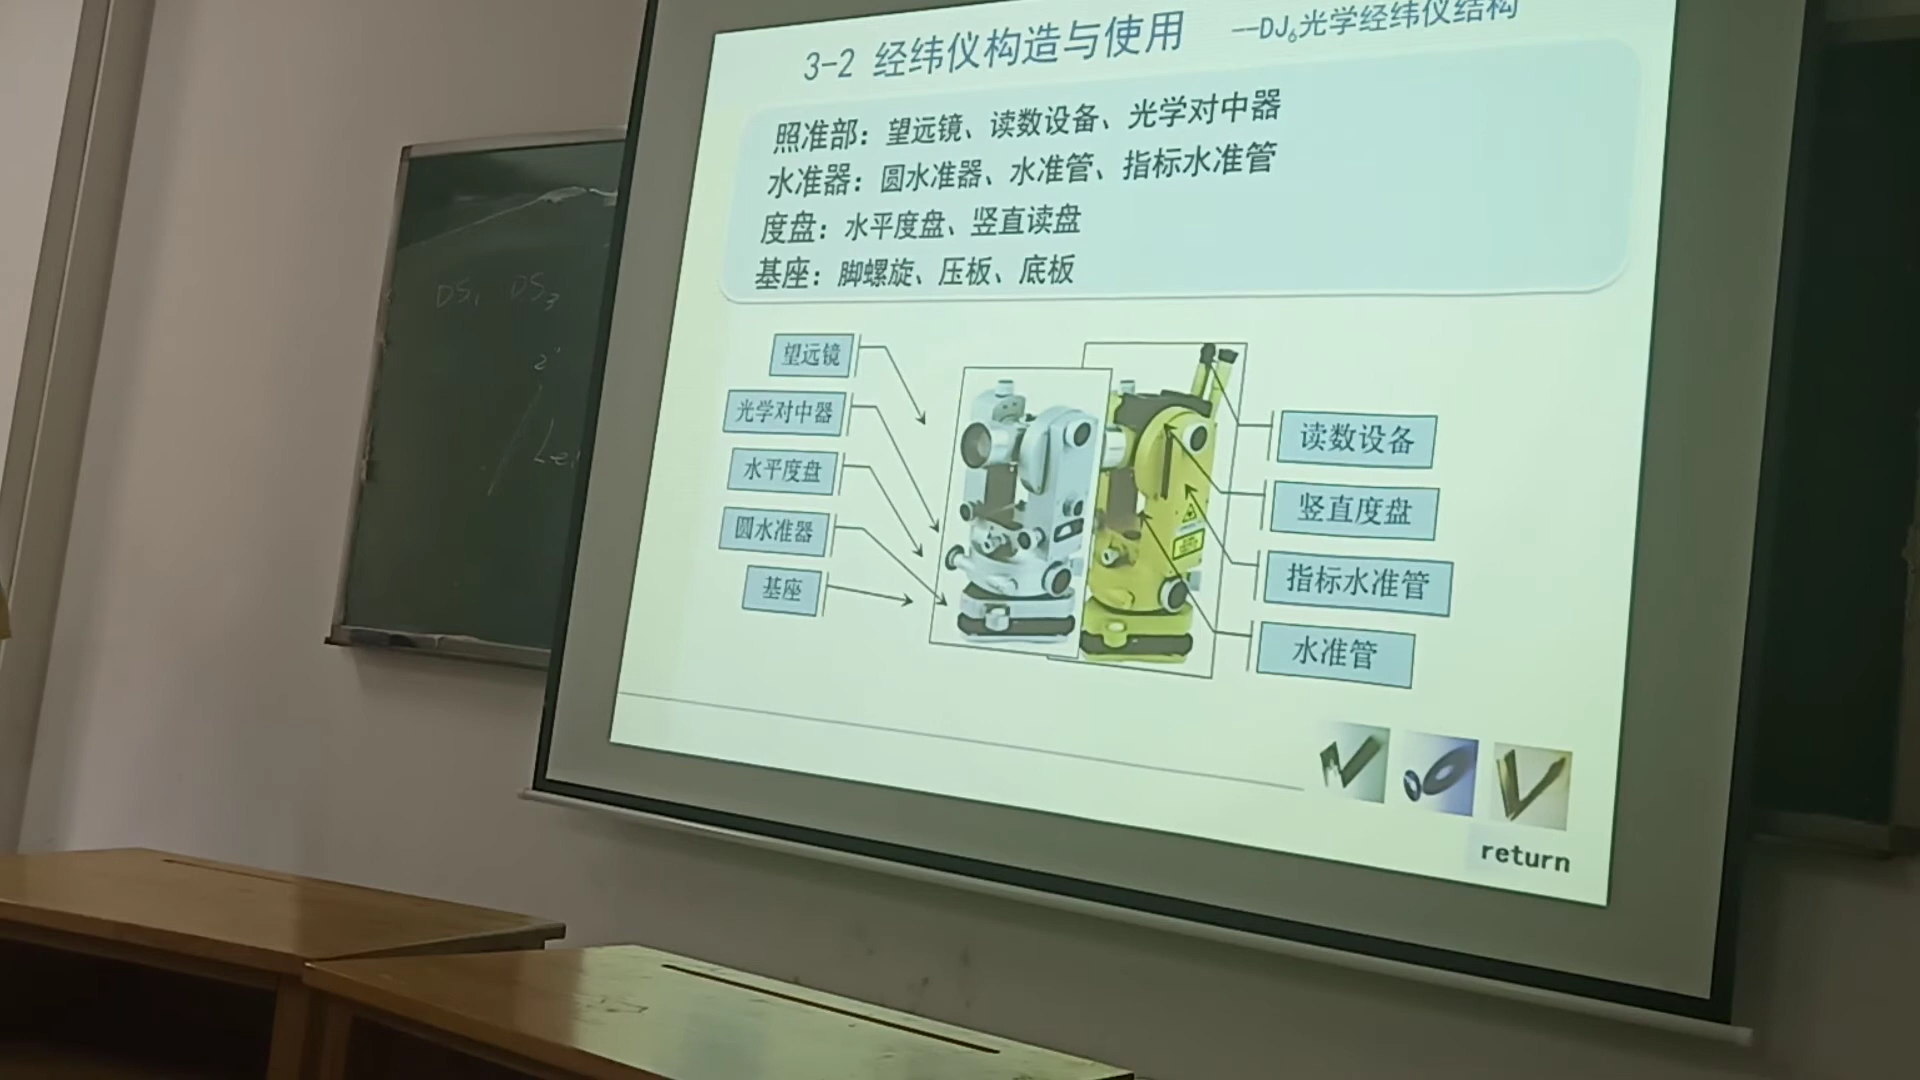 3-2 经纬仪构造与使用 --DJ₆光学经纬仪结构
照准部：望远镜、读数设备、光学对中器
水准器：圆水准器、水准管、指标水准管
度盘：水平度盘、竖直读盘
基座：脚螺旋、压板、底板
望远镜
光学对中器
水平度盘
圆水准器
基座
读数设备
竖直度盘
指标水准管
水准管
return
DS₁ DS₃
2"